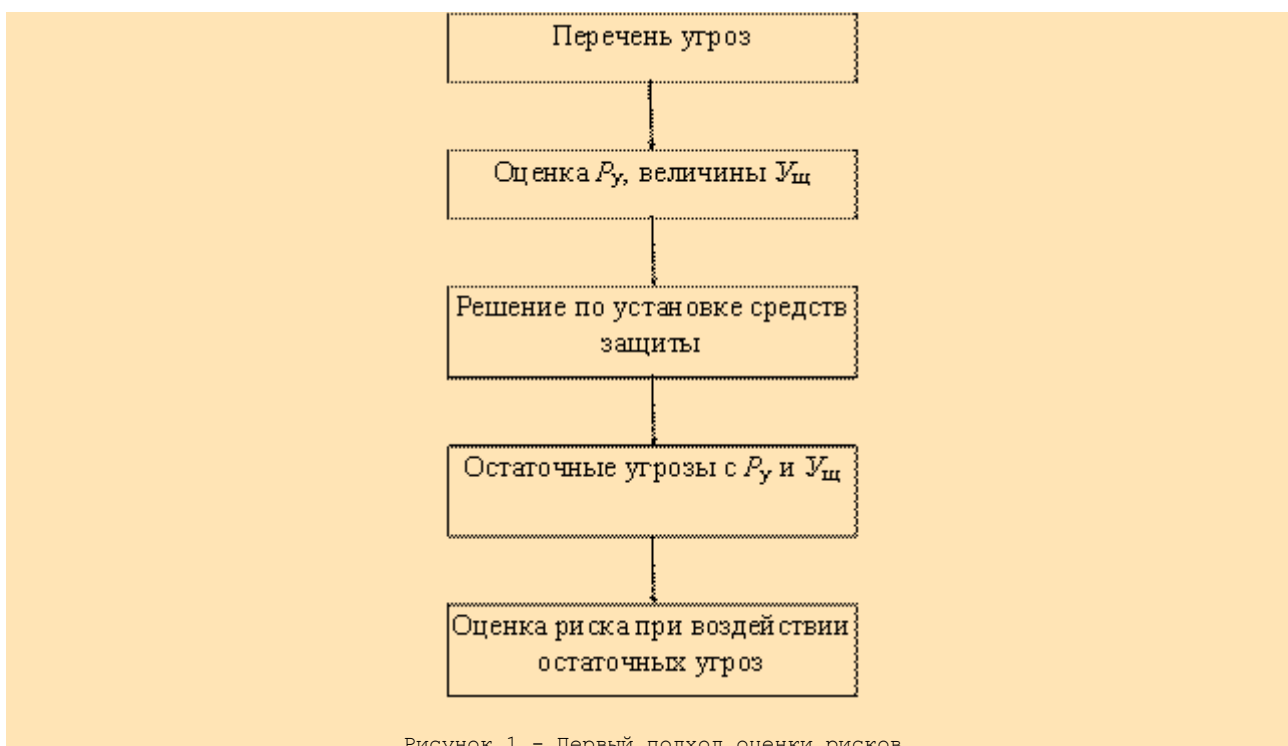 Перечень угроз
Оценка Pу, величины Ущ
Решение по установке средств
защиты
Остаточные угрозы с Pу и Ущ
Оценка риска при воздействии
остаточных угроз
Рисунок 1 - Первый подход оценки рисков